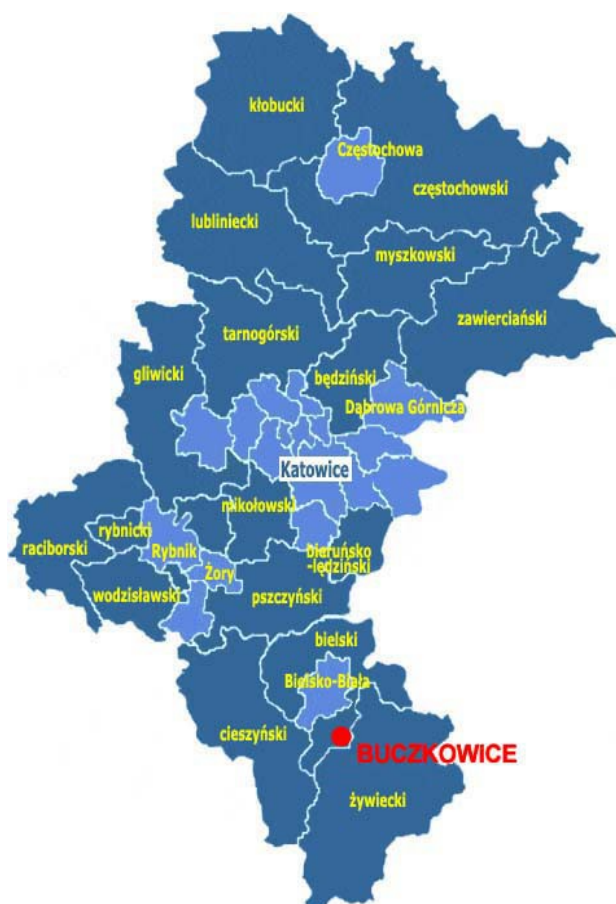 kłobucki
Częstochowa
częstochowski
lubliniecki
myszkowski
zawierciański
tarnogórski
gliwicki
będziński
Dąbrowa Górnicza
Katowice
mikołowski
rybnicki
raciborski
Rybnik
bieruńsko
-lędziński
Żory
wodzisławski
pszczyński
bielski
Bielsko-Biała
cieszyński
BUCZKOWICE
żywiecki